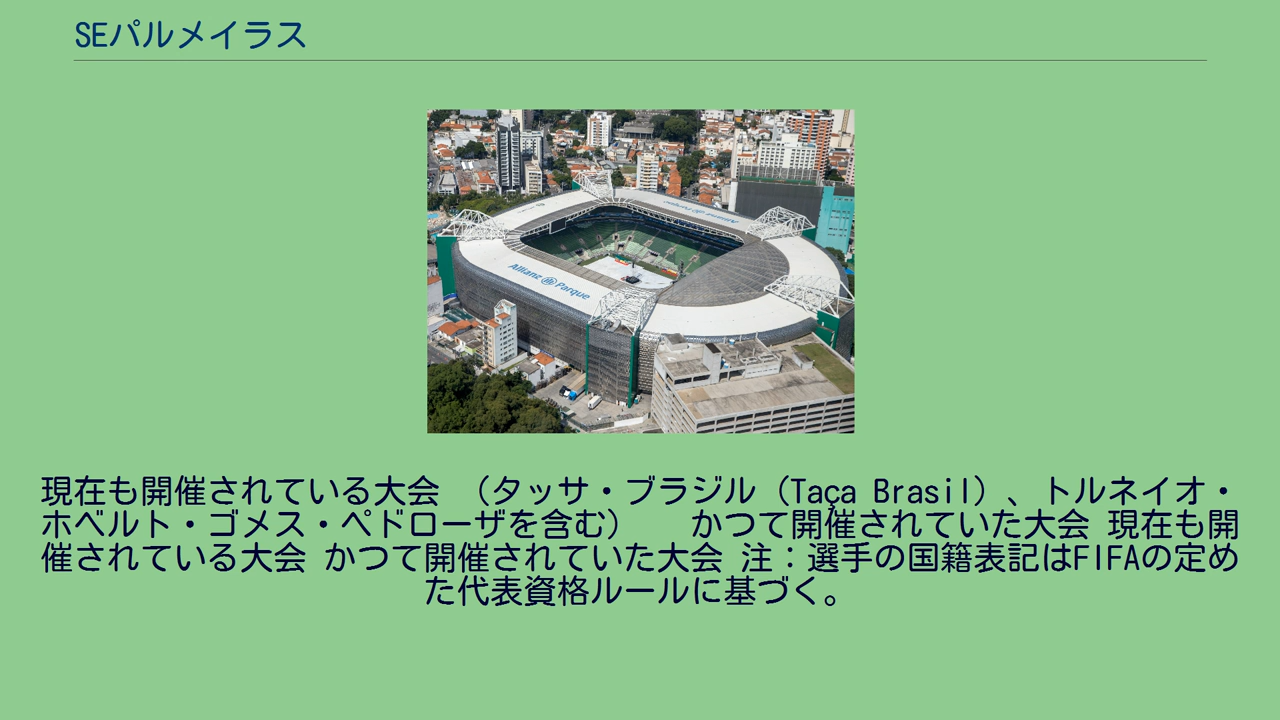 SEパルメイラス
Allianz Parque
現在も開催されている大会 （タッサ・ブラジル（Taça Brasil）、トルネイオ・
ホベルト・ゴメス・ペドローザを含む）　 かつて開催されていた大会 現在も開
催されている大会 かつて開催されていた大会 注：選手の国籍表記はFIFAの定め
た代表資格ルールに基づく。